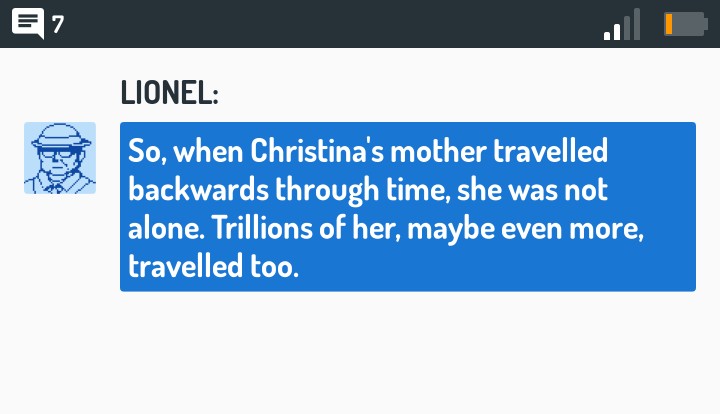 7
LIONEL:
So, when Christina's mother travelled
backwards through time, she was not
alone. Trillions of her, maybe even more,
travelled too.